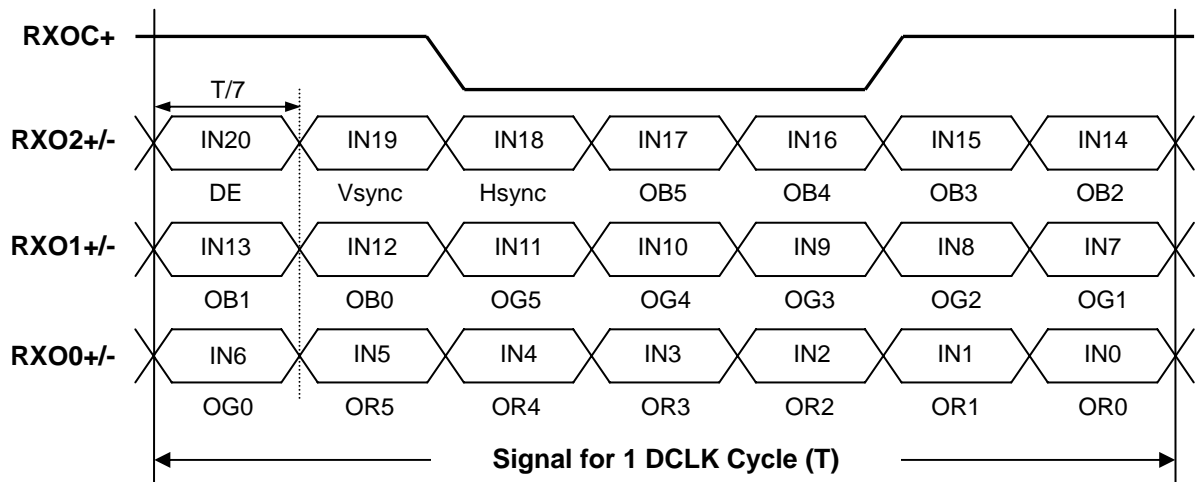 RXOC+
T/7
RXO2+/- IN20 IN19 IN18 IN17 IN16 IN15 IN14
DE Vsync Hsync OB5 OB4 OB3 OB2
RXO1+/- IN13 IN12 IN11 IN10 IN9 IN8 IN7
OB1 OB0 OG5 OG4 OG3 OG2 OG1
RXO0+/- IN6 IN5 IN4 IN3 IN2 IN1 IN0
OG0 OR5 OR4 OR3 OR2 OR1 OR0
Signal for 1 DCLK Cycle (T)